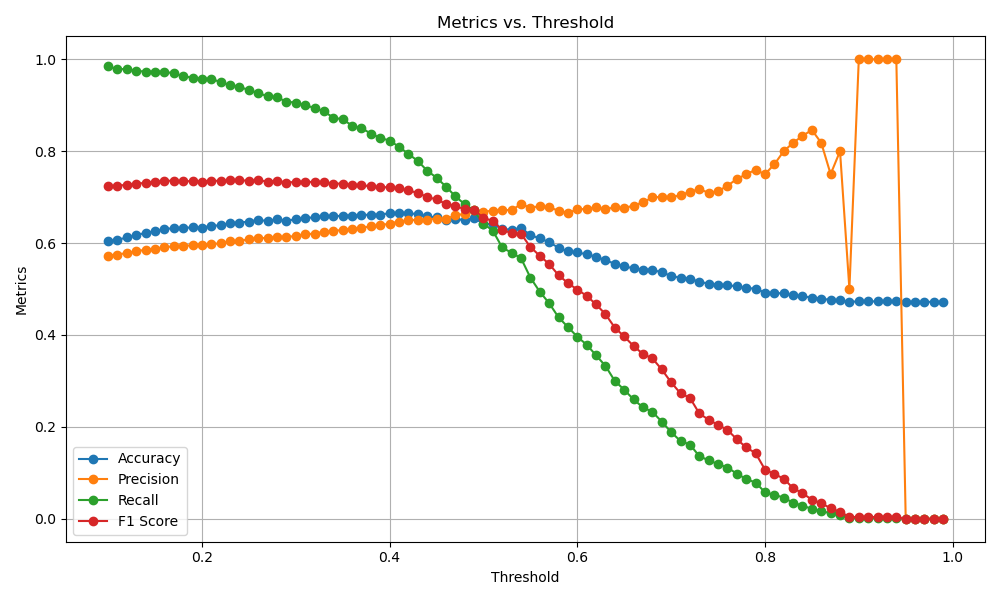 Metrics vs. Threshold
1.0
0.8
0.6
0.4
0.2
0.0
Metrics
Accuracy
Precision
Recall
F1 Score
0.2 0.4 0.6 0.8 1.0
Threshold